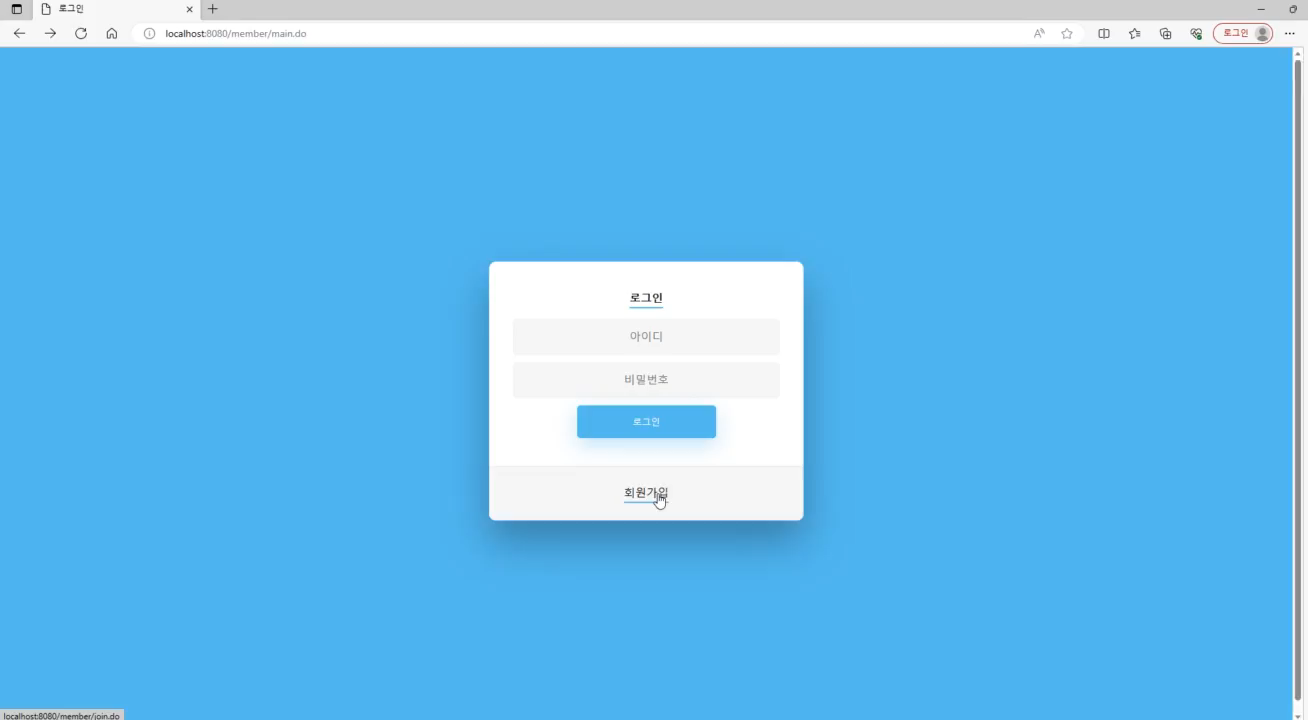 로그인
localhost:8080/member/main.do
로그인
로그인
아이디
비밀번호
로그인
회원가입
localhost:8080/member/join.do